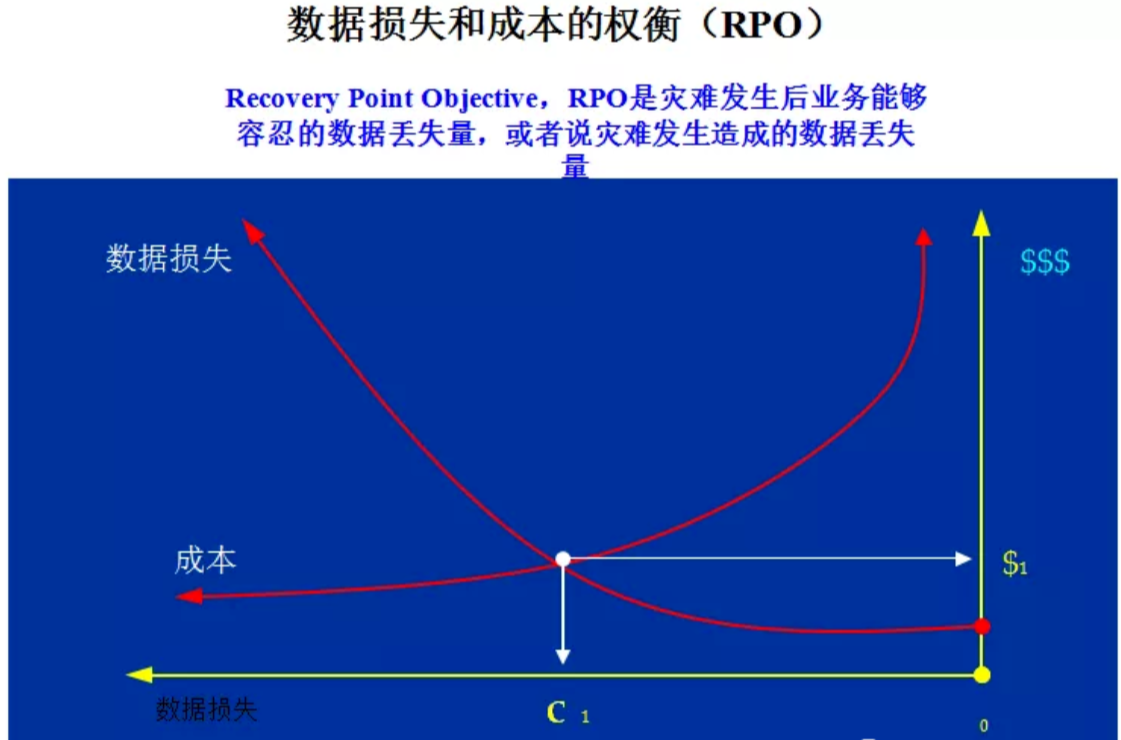 数据损失和成本的权衡（RPO）
Recovery Point Objective，RPO是灾难发生后业务能够
容忍的数据丢失量，或者说灾难发生造成的数据丢失
量
数据损失
$$$
成本
$1
数据损失
C 1
0